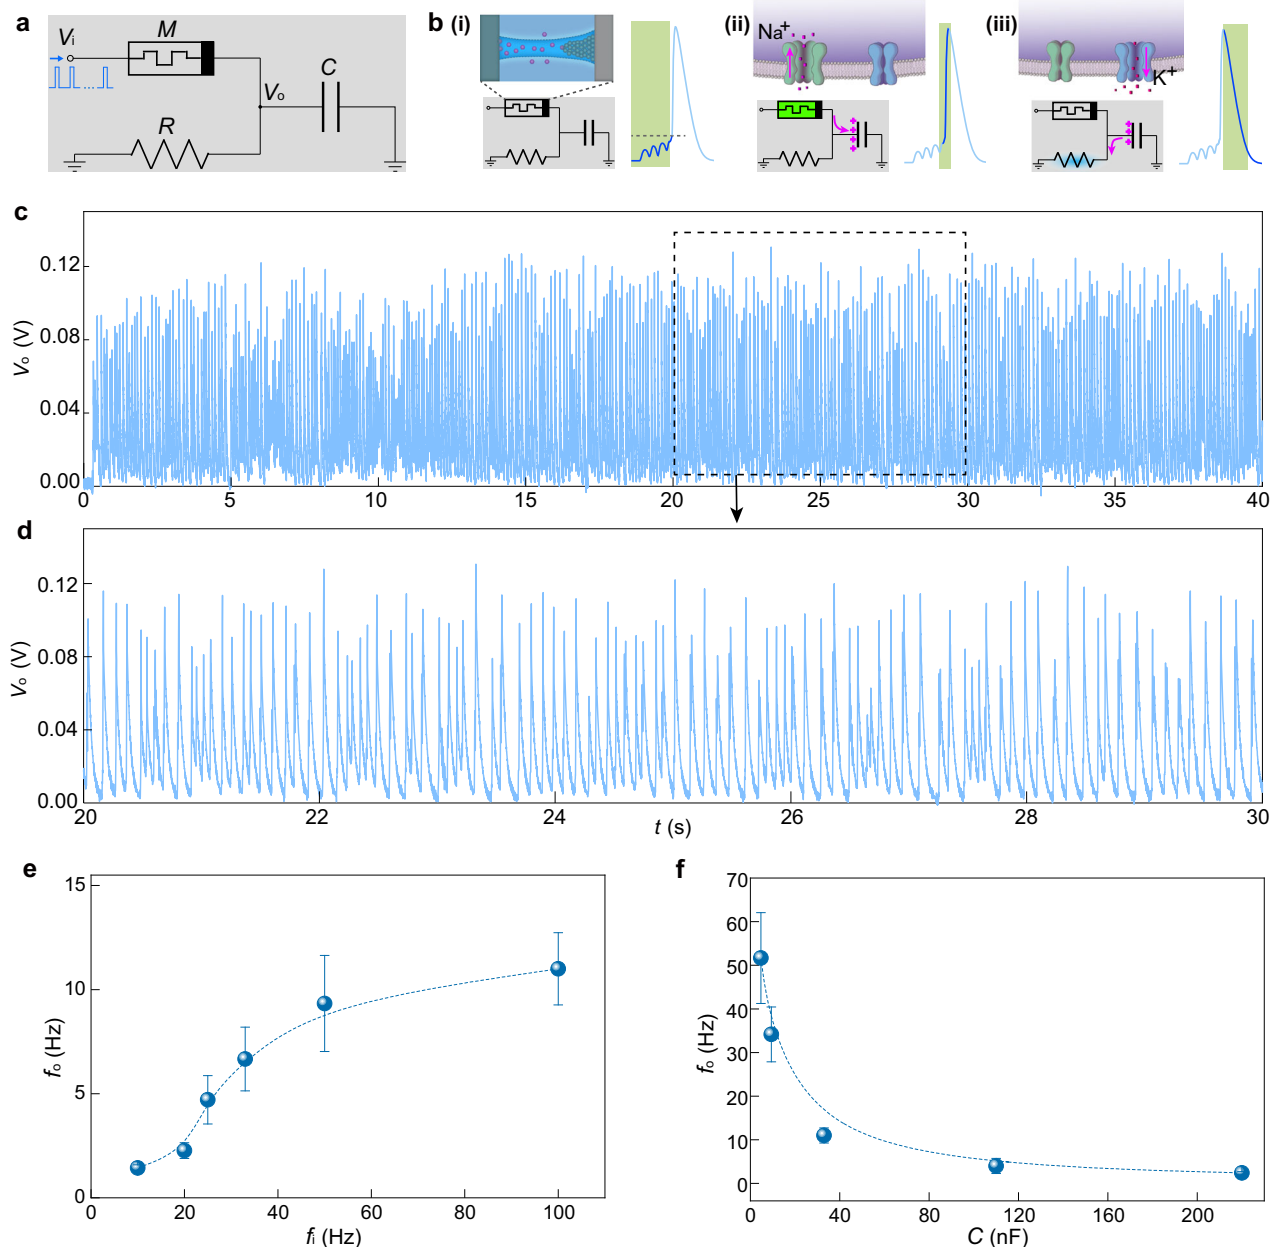 a
M
Vi
C
Vo
R
b (i)
(ii)
Na+
(iii)
K+
c
0.12
0.08
0.04
0.00
Vo (V)
0 5 10 15 20 25 30 35 40
d
0.12
0.08
0.04
0.00
Vo (V)
20 22 24 26 28 30
t (s)
e
15
10
5
0
fo (Hz)
0 20 40 60 80 100
fi (Hz)
f
70
60
50
40
30
20
10
0
fo (Hz)
0 40 80 120 160 200
C (nF)